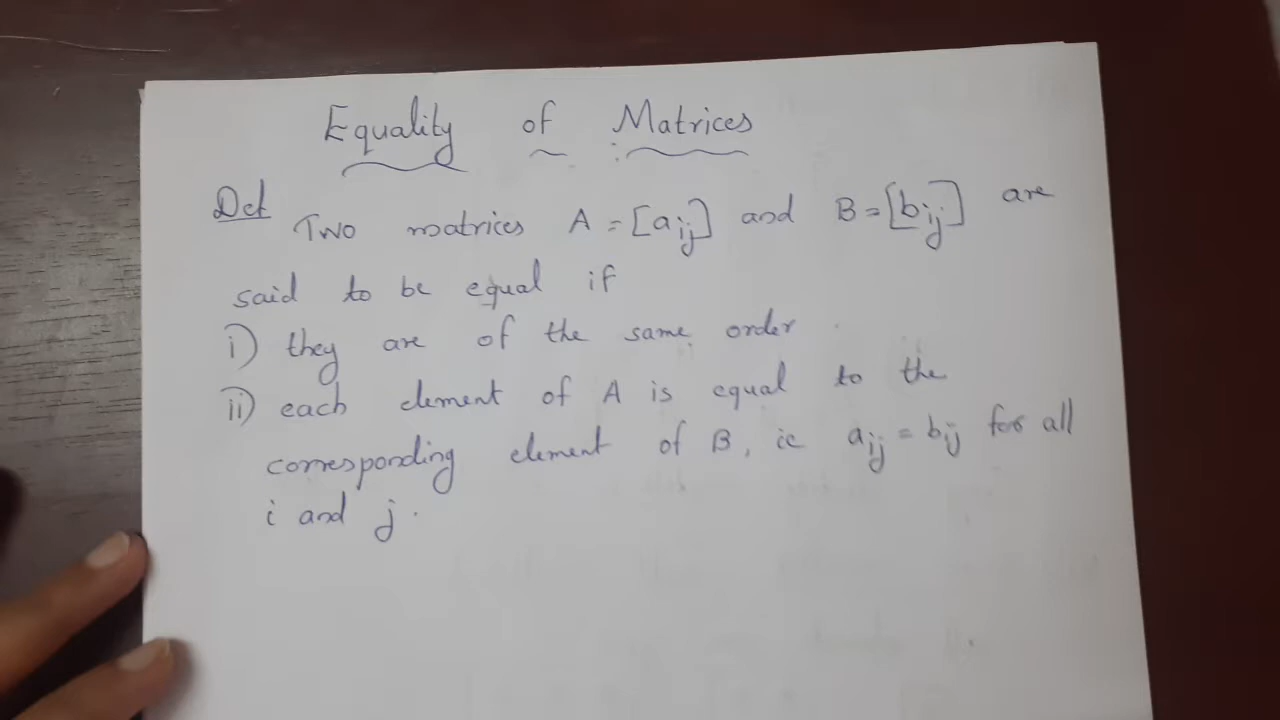 Equality of Matrices
Def Two matrices A = [aij] and B = [bij] are
said to be equal if
i) they are of the same order
ii) each element of A is equal to the
corresponding element of B, ie aij = bij for all
i and j.